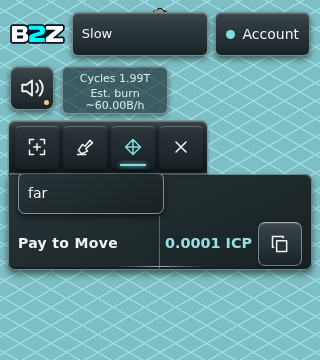 B2Z
Slow
Account
Cycles 1.99T
Est. burn
~60.00B/h
far
Pay to Move
0.0001 ICP